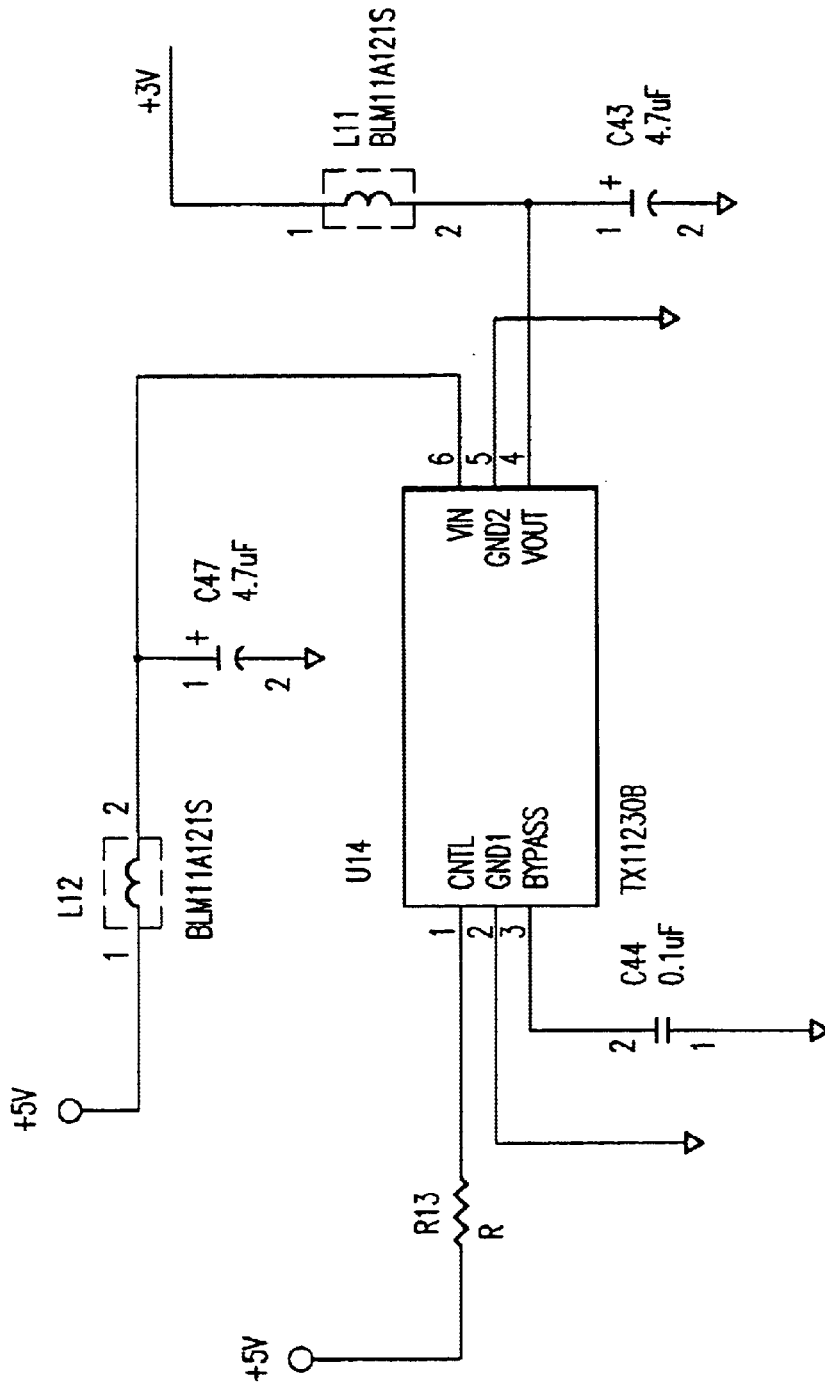 +5V
L12
1
2
BLM11A121S
C47
4.7uF
1
+
2
+3V
L11
BLM11A121S
1
2
C43
4.7uF
1
+
2
+5V
R13
R
U14
1
CNTL
2
GND1
3
BYPASS
VIN
6
GND2
5
VOUT
4
TX11230B
C44
0.1uF
2
1